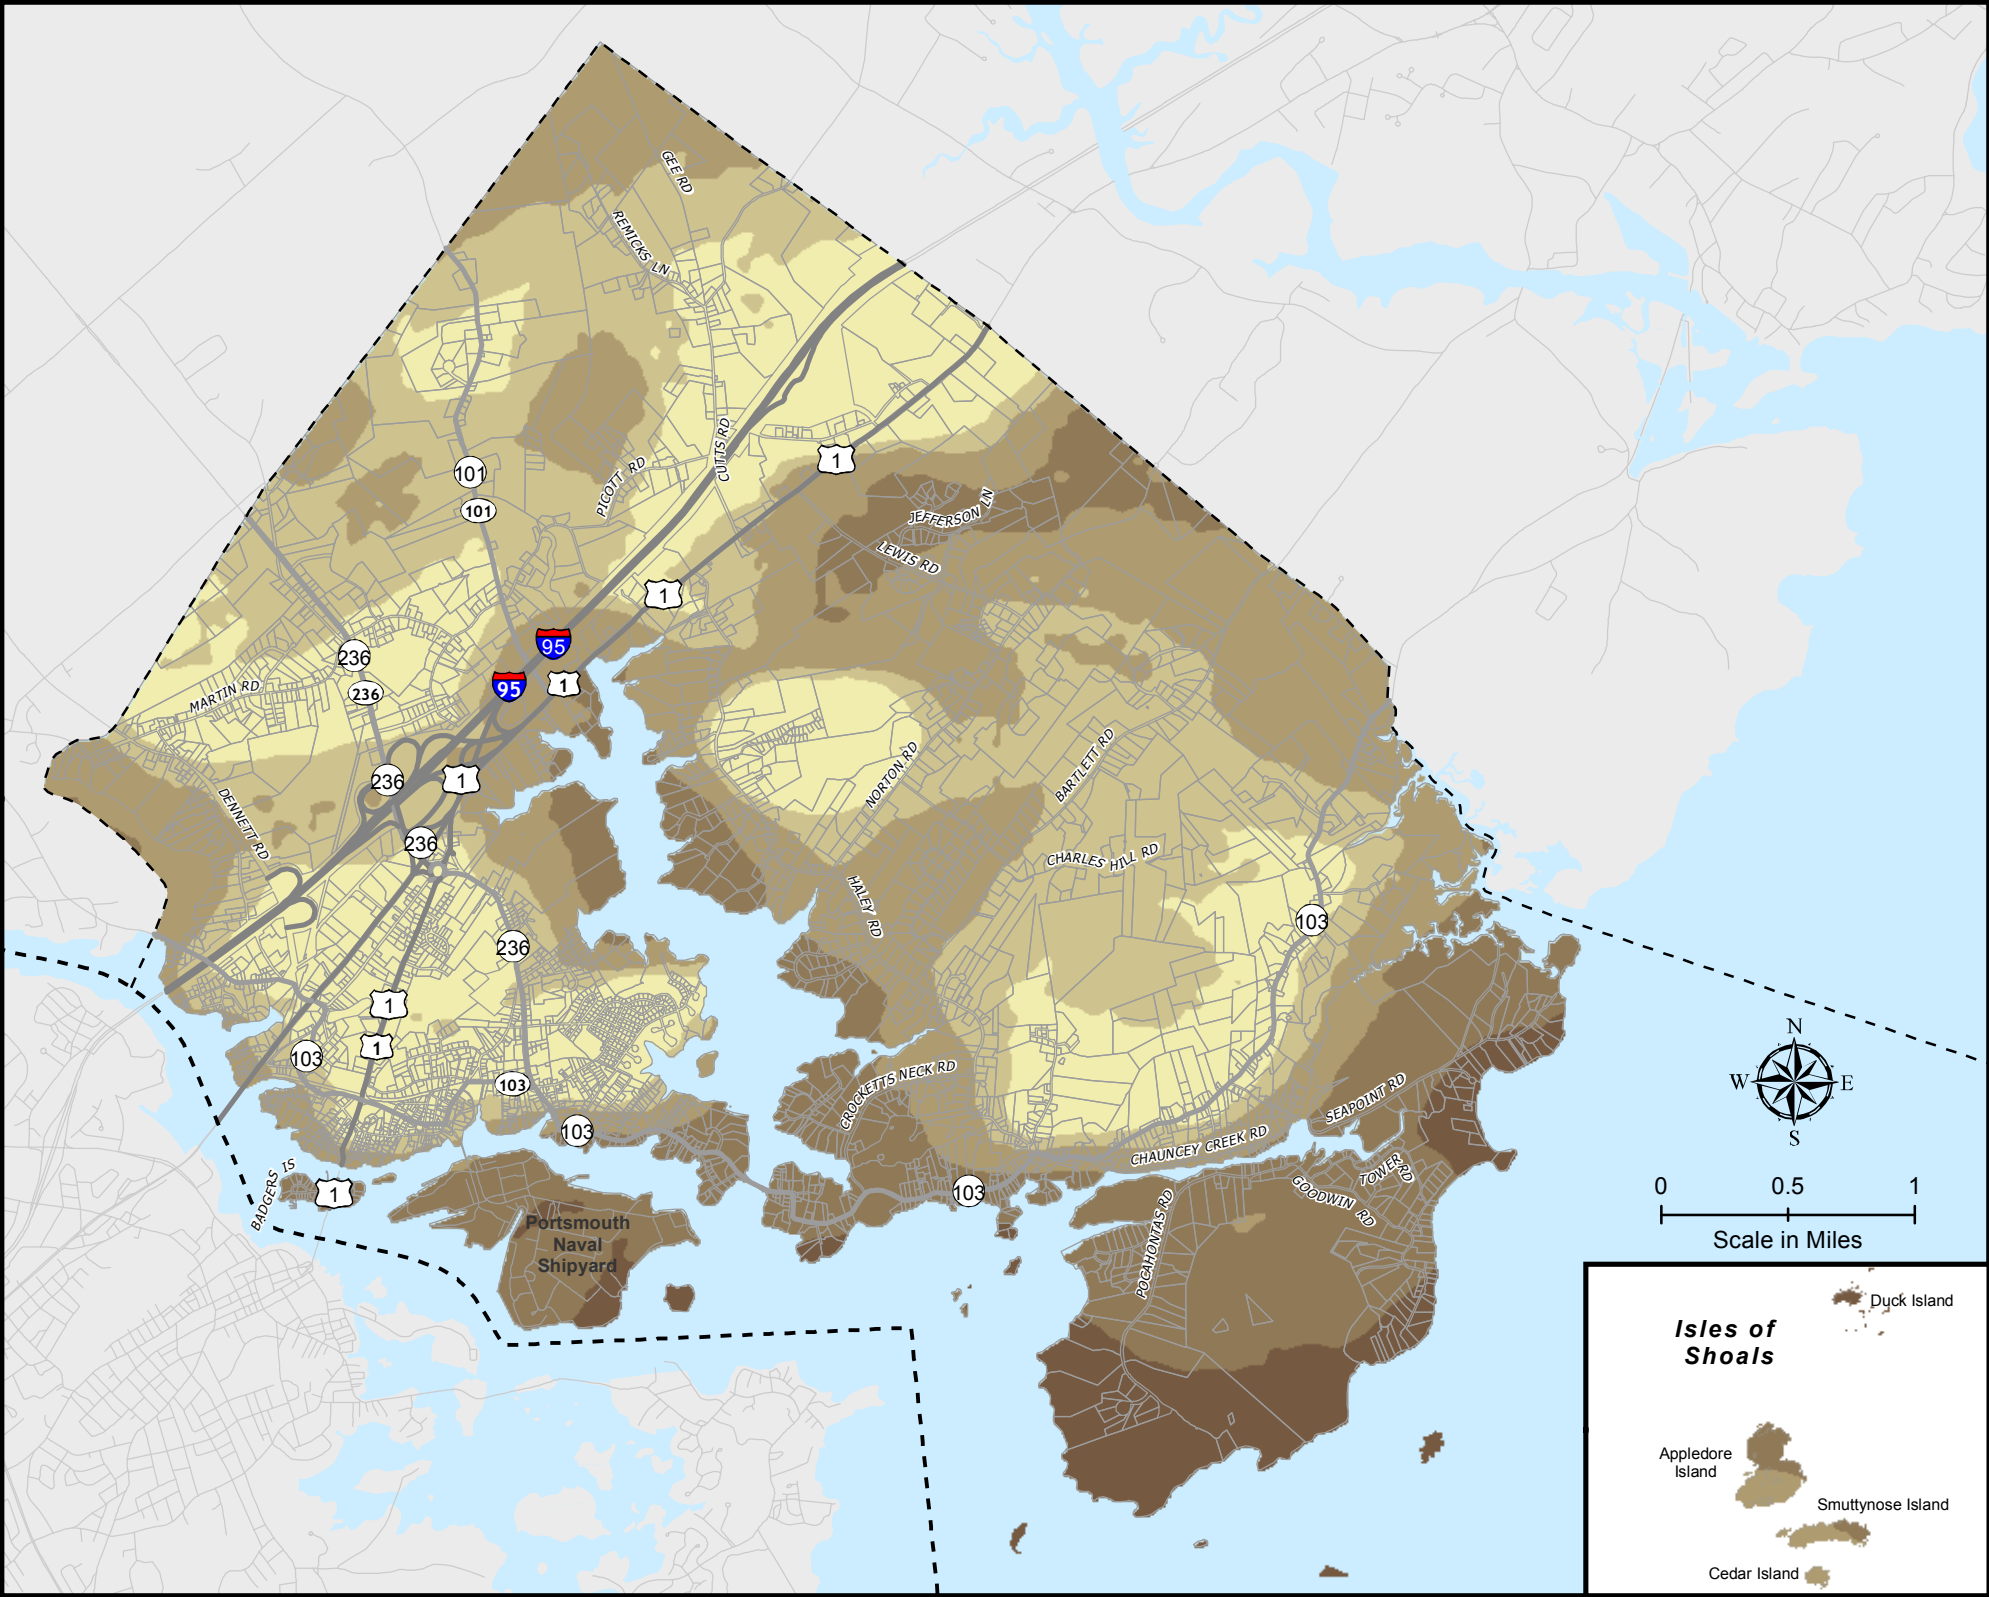 GEE RD
REMICKS LN
CUTTS RD
PICOTT RD
101
101
1
JEFFERSON LN
LEWIS RD
1
95
95
1
236
236
MARTIN RD
236
1
DENNETT RD
236
NORTON RD
BARTLETT RD
CHARLES HILL RD
HALEY RD
103
236
1
1
103
103
103
CROCKETTS NECK RD
SEAPOINT RD
CHAUNCEY CREEK RD
TOWER RD
GOODWIN RD
POCAHONTAS RD
103
BADGERS IS
1
Portsmouth
Naval
Shipyard
N
W E
S
0 0.5 1
Scale in Miles
Isles of
Shoals
Duck Island
Appledore
Island
Smuttynose Island
Cedar Island